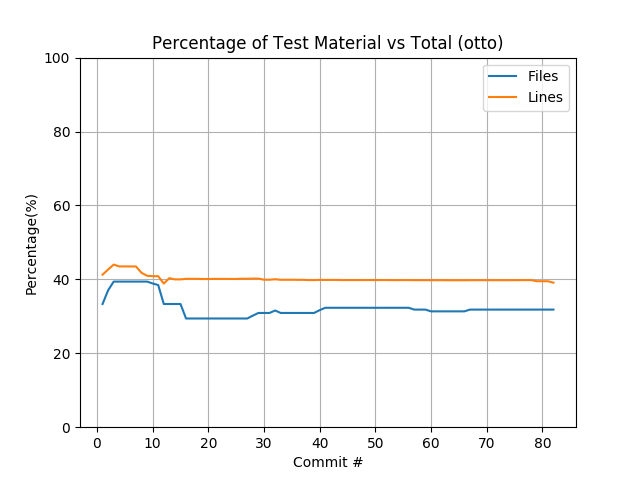 Percentage of Test Material vs Total (otto)
Files
Lines
Percentage(%)
100
80
60
40
20
0
0 10 20 30 40 50 60 70 80
Commit #